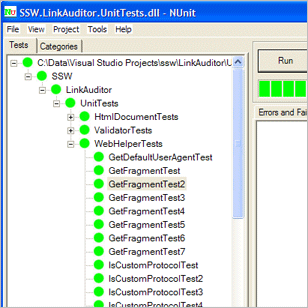 SSW.LinkAuditor.UnitTests.dll - NUnit
File View Project Tools Help
Tests Categories
C:\Data\Visual Studio Projects\ssw\LinkAuditor\U
Run
SSW
LinkAuditor
UnitTests
HtmlDocumentTests
Errors and Fai
ValidatorTests
WebHelperTests
GetDefaultUserAgentTest
GetFragmentTest
GetFragmentTest2
GetFragmentTest3
GetFragmentTest4
GetFragmentTest5
GetFragmentTest6
GetFragmentTest7
IsCustomProtocolTest
IsCustomProtocolTest2
IsCustomProtocolTest3
IsCustomProtocolTest4